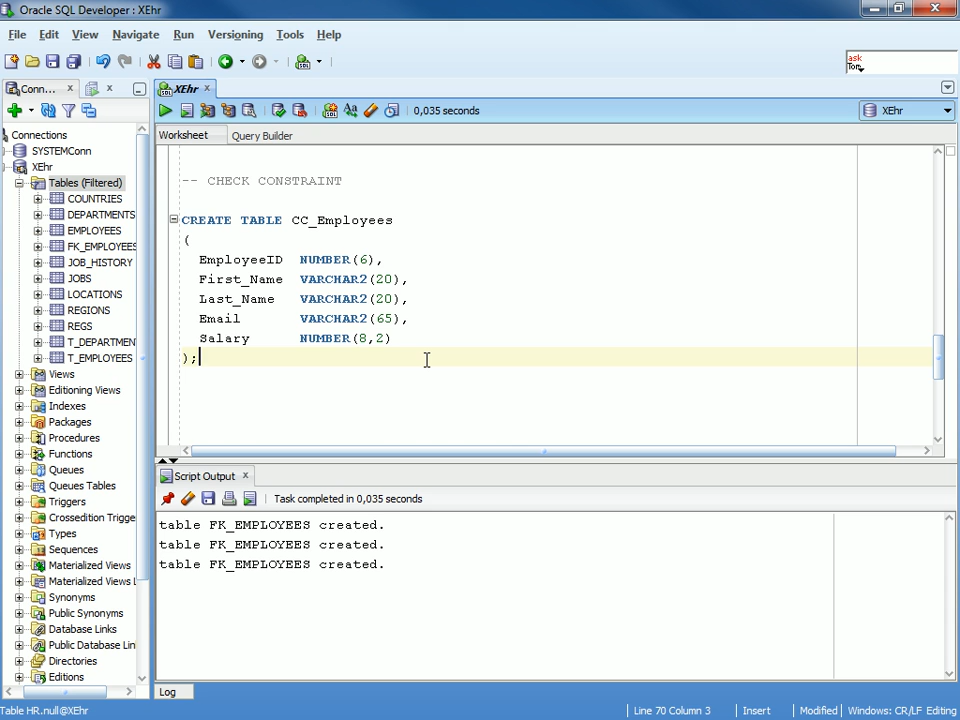 Oracle SQL Developer : XEhr
File Edit View Navigate Run Versioning Tools Help
ask
Tom
Conn...
XEhr
0,035 seconds
XEhr
Worksheet Query Builder
Connections
SYSTEMConn
XEhr
Tables (Filtered)
COUNTRIES
DEPARTMENTS
EMPLOYEES
FK_EMPLOYEES
JOB_HISTORY
JOBS
LOCATIONS
REGIONS
REGS
T_DEPARTMEN
T_EMPLOYEES
Views
Editioning Views
Indexes
Packages
Procedures
Functions
Queues
Queues Tables
Triggers
Crossedition Trigge
Types
Sequences
Materialized Views
Materialized Views L
Synonyms
Public Synonyms
Database Links
Public Database Lin
Directories
Editions
-- CHECK CONSTRAINT
CREATE TABLE CC_Employees
(
EmployeeID NUMBER(6),
First_Name VARCHAR2(20),
Last_Name VARCHAR2(20),
Email VARCHAR2(65),
Salary NUMBER(8,2)
);
Script Output
Task completed in 0,035 seconds
table FK_EMPLOYEES created.
table FK_EMPLOYEES created.
table FK_EMPLOYEES created.
Log
Table HR.null@XEhr
Line 70 Column 3
Insert
Modified
Windows: CR/LF
Editing